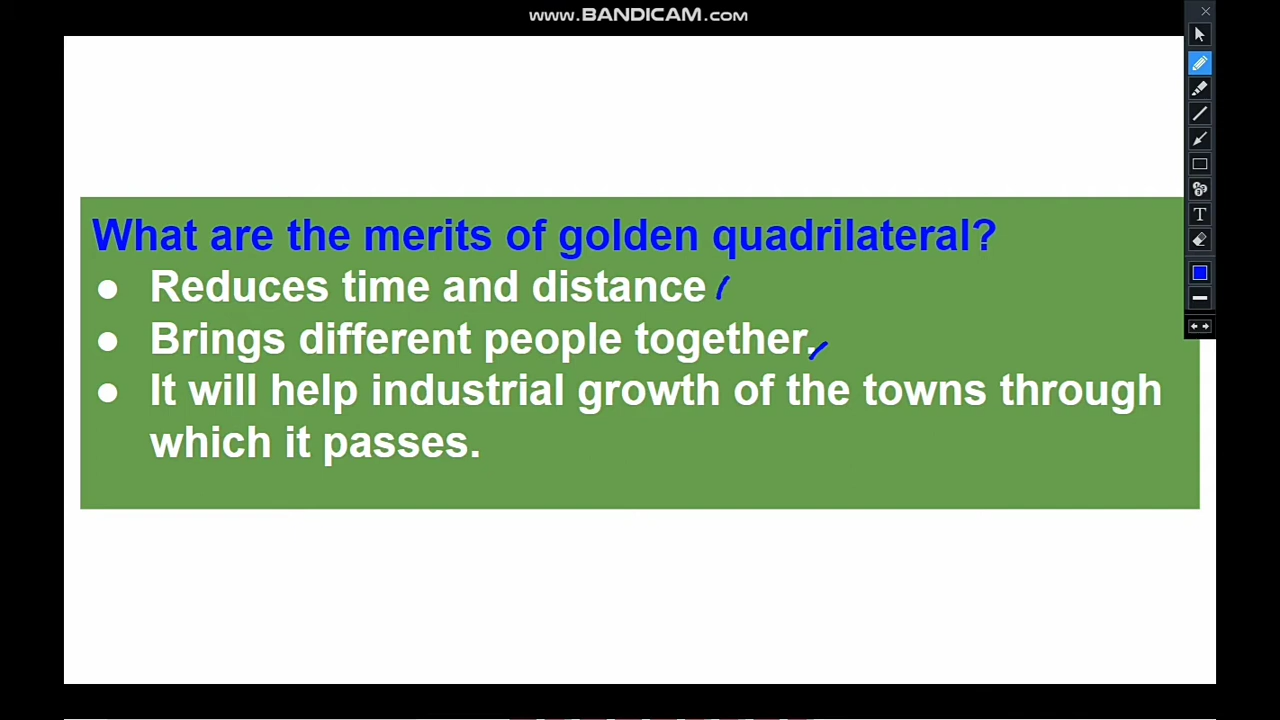 www.BANDICAM.com
What are the merits of golden quadrilateral?
● Reduces time and distance
● Brings different people together.
● It will help industrial growth of the towns through
which it passes.
T